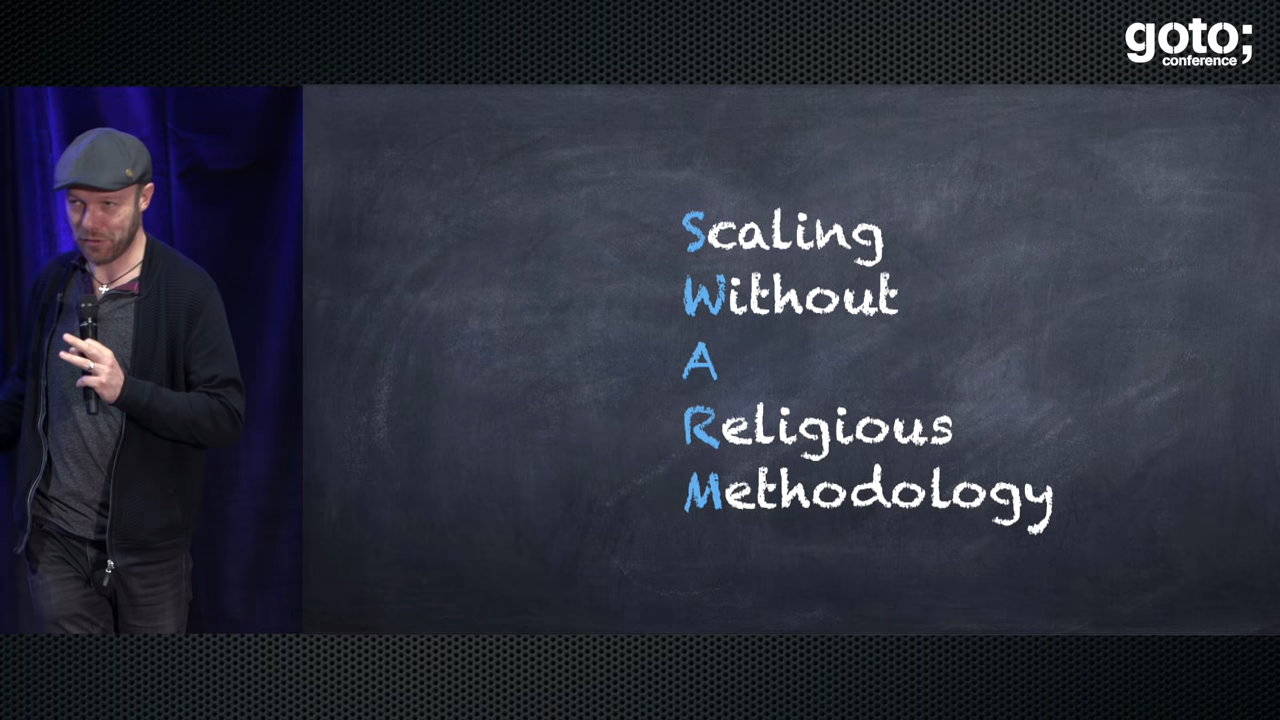 goto;
conference
Scaling
Without
A
Religious
Methodology